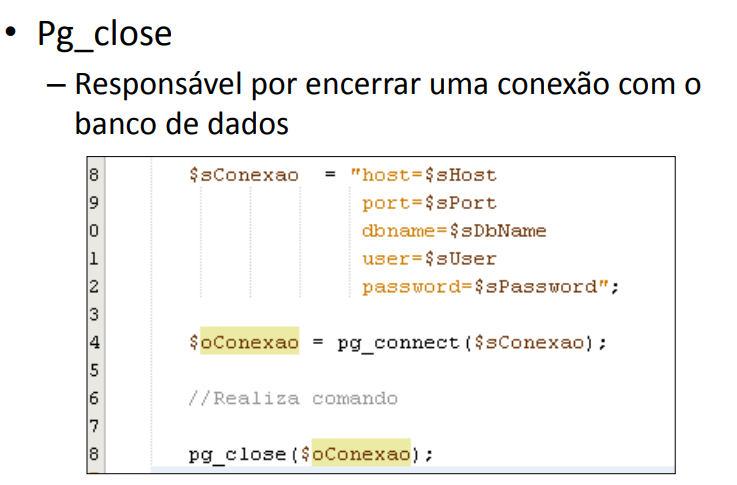 • Pg_close
– Responsável por encerrar uma conexão com o
banco de dados
8 $sConexao = "host=$sHost
9 port=$sPort
0 dbname=$sDbName
1 user=$sUser
2 password=$sPassword";
3
4 $oConexao = pg_connect($sConexao);
5
6 //Realiza comando
7
8 pg_close($oConexao);